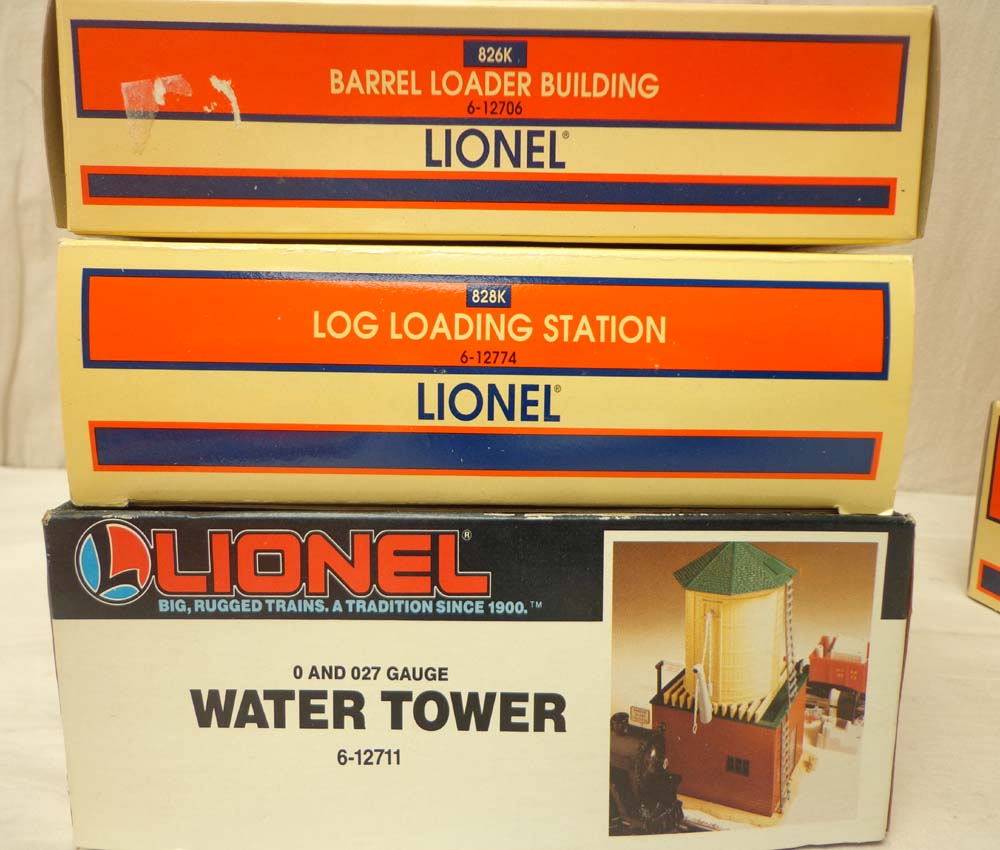 826K
BARREL LOADER BUILDING
6-12706
LIONEL®
828K
LOG LOADING STATION
6-12774
LIONEL®
LIONEL®
BIG, RUGGED TRAINS. A TRADITION SINCE 1900.™
0 AND 027 GAUGE
WATER TOWER
6-12711